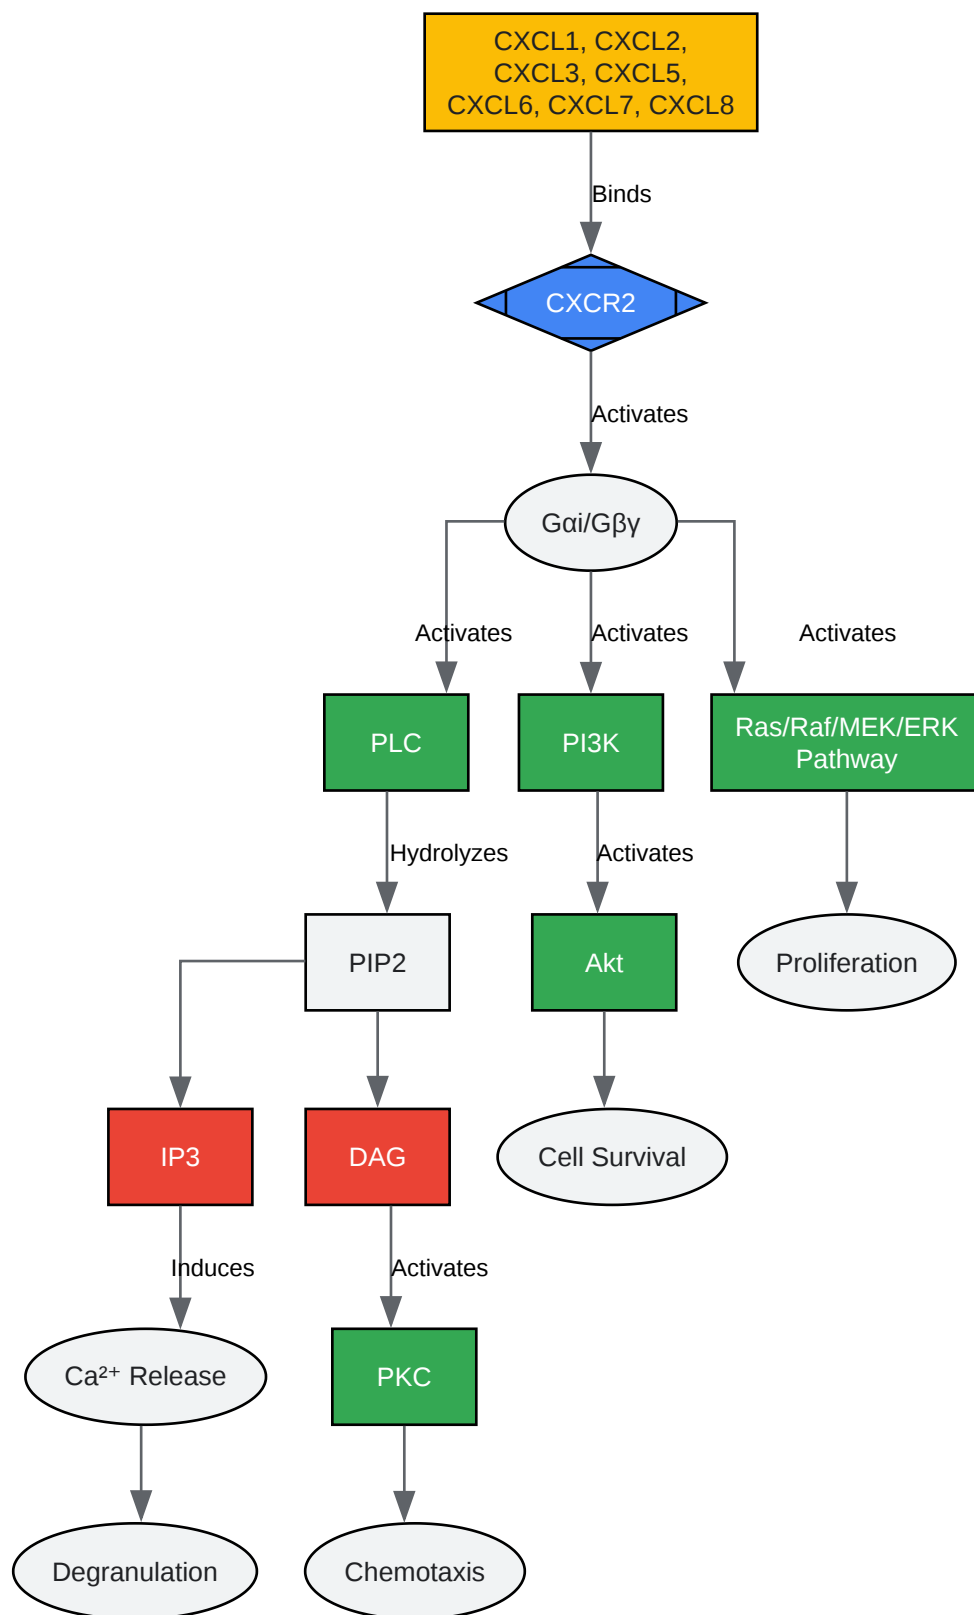 CXCL1, CXCL2,
CXCL3, CXCL5,
CXCL6, CXCL7, CXCL8
Binds
CXCR2
Activates
Gαi/Gβγ
Activates
Activates
Activates
PLC
PI3K
Ras/Raf/MEK/ERK
Pathway
Hydrolyzes
Activates
PIP2
Akt
Proliferation
IP3
DAG
Cell Survival
Induces
Activates
Ca²⁺ Release
PKC
Degranulation
Chemotaxis